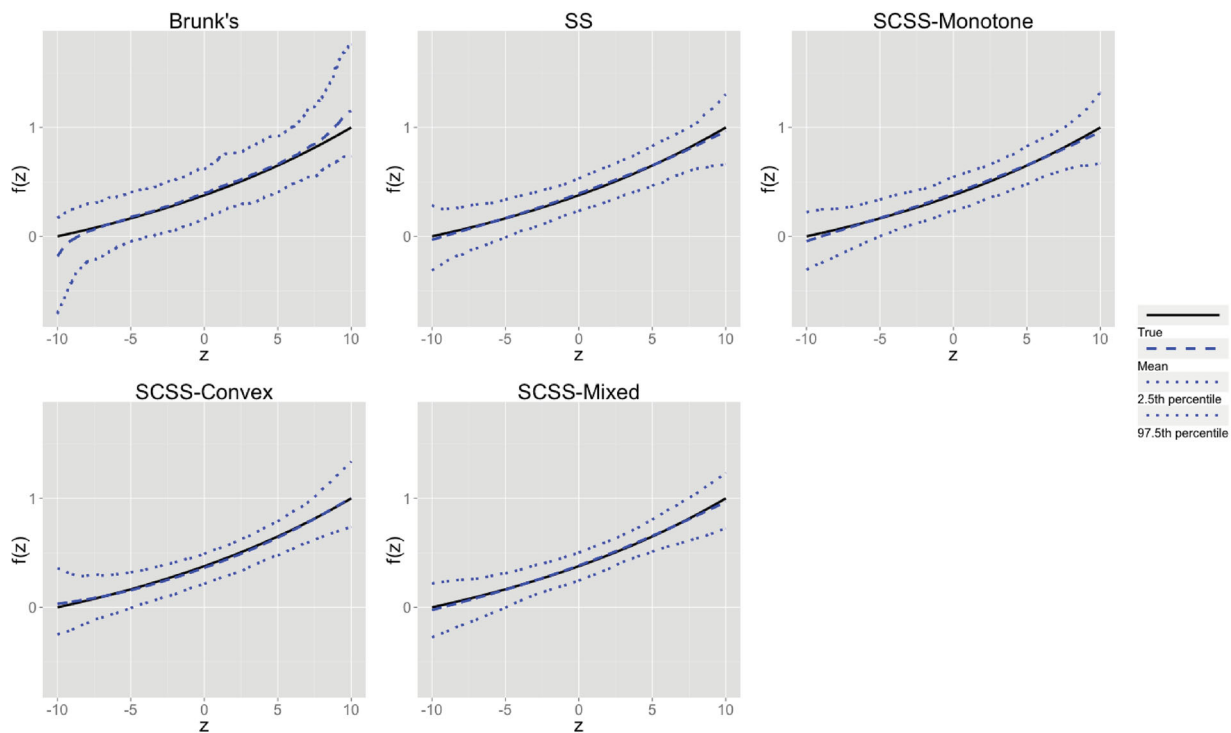 Brunk's
SS
SCSS-Monotone
f(z)
1
0
-10
-5
0
5
10
z
f(z)
1
0
-10
-5
0
5
10
z
f(z)
1
0
-10
-5
0
5
10
z
True
Mean
2.5th percentile
97.5th percentile
SCSS-Convex
SCSS-Mixed
f(z)
1
0
-10
-5
0
5
10
z
f(z)
1
0
-10
-5
0
5
10
z